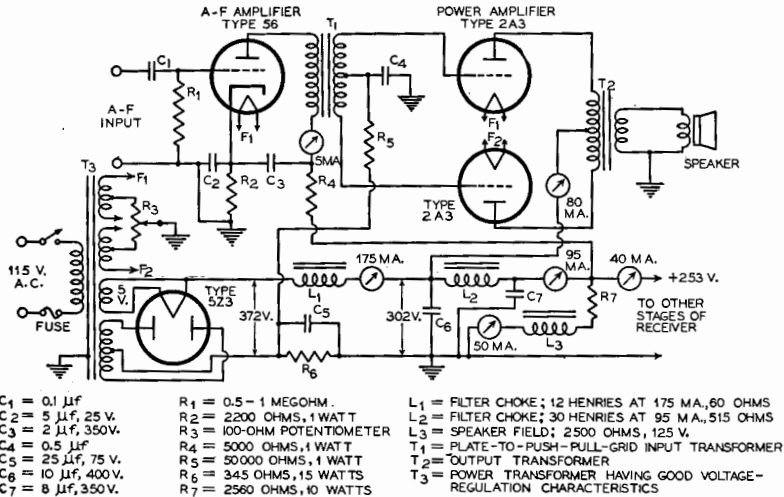 A-F AMPLIFIER
TYPE 56
POWER AMPLIFIER
TYPE 2A3
T1
C1
C4
T2
R1
A-F
INPUT
F1
F1
F2
R5
5MA.
SPEAKER
T3
F1
C2
R2
C3
R4
TYPE
2A3
80
MA.
R3
115 V.
A.C.
F2
175 MA.
95
MA.
40 MA.
+253 V.
5
V.
TYPE
5Z3
L1
L2
C7
R7
TO OTHER
STAGES OF
RECEIVER
FUSE
372V.
C5
302V.
C6
50 MA.
L3
R6
C1 = 0.1 µf
C2 = 5 µf, 25 V.
C3 = 2 µf, 350V.
C4 = 0.5 µf
C5 = 25 µf, 75 V.
C6 = 10 µf, 400 V.
C7 = 8 µf, 350V.
R1 = 0.5-1 MEGOHM.
R2 = 2200 OHMS, 1 WATT
R3 = 100-OHM POTENTIOMETER
R4 = 5000 OHMS, 1 WATT
R5 = 50000 OHMS, 1 WATT
R6 = 345 OHMS, 15 WATTS
R7 = 2560 OHMS, 10 WATTS
L1 = FILTER CHOKE; 12 HENRIES AT 175 MA., 60 OHMS
L2 = FILTER CHOKE; 30 HENRIES AT 95 MA., 515 OHMS
L3 = SPEAKER FIELD; 2500 OHMS, 125 V.
T1 = PLATE-TO-PUSH-PULL-GRID INPUT TRANSFORMER
T2 = OUTPUT TRANSFORMER
T3 = POWER TRANSFORMER HAVING GOOD VOLTAGE-
REGULATION CHARACTERISTICS